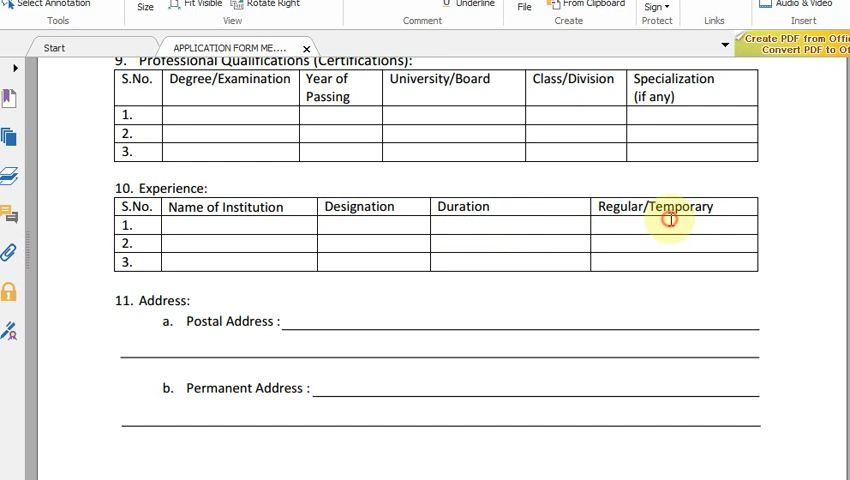 Select Annotation
Size
Fit Visible
Rotate Right
Underline
File
From Clipboard
Sign
Audio & Video
Tools
View
Comment
Create
Protect
Links
Insert
Start
APPLICATION FORM ME....
Create PDF from Offi
Convert PDF to Of
9. Professional Qualifications (Certifications):
S.No. Degree/Examination Year of Passing University/Board Class/Division Specialization (if any)
1.
2.
3.
10. Experience:
S.No. Name of Institution Designation Duration Regular/Temporary
1.
2.
3.
11. Address:
a. Postal Address :
b. Permanent Address :